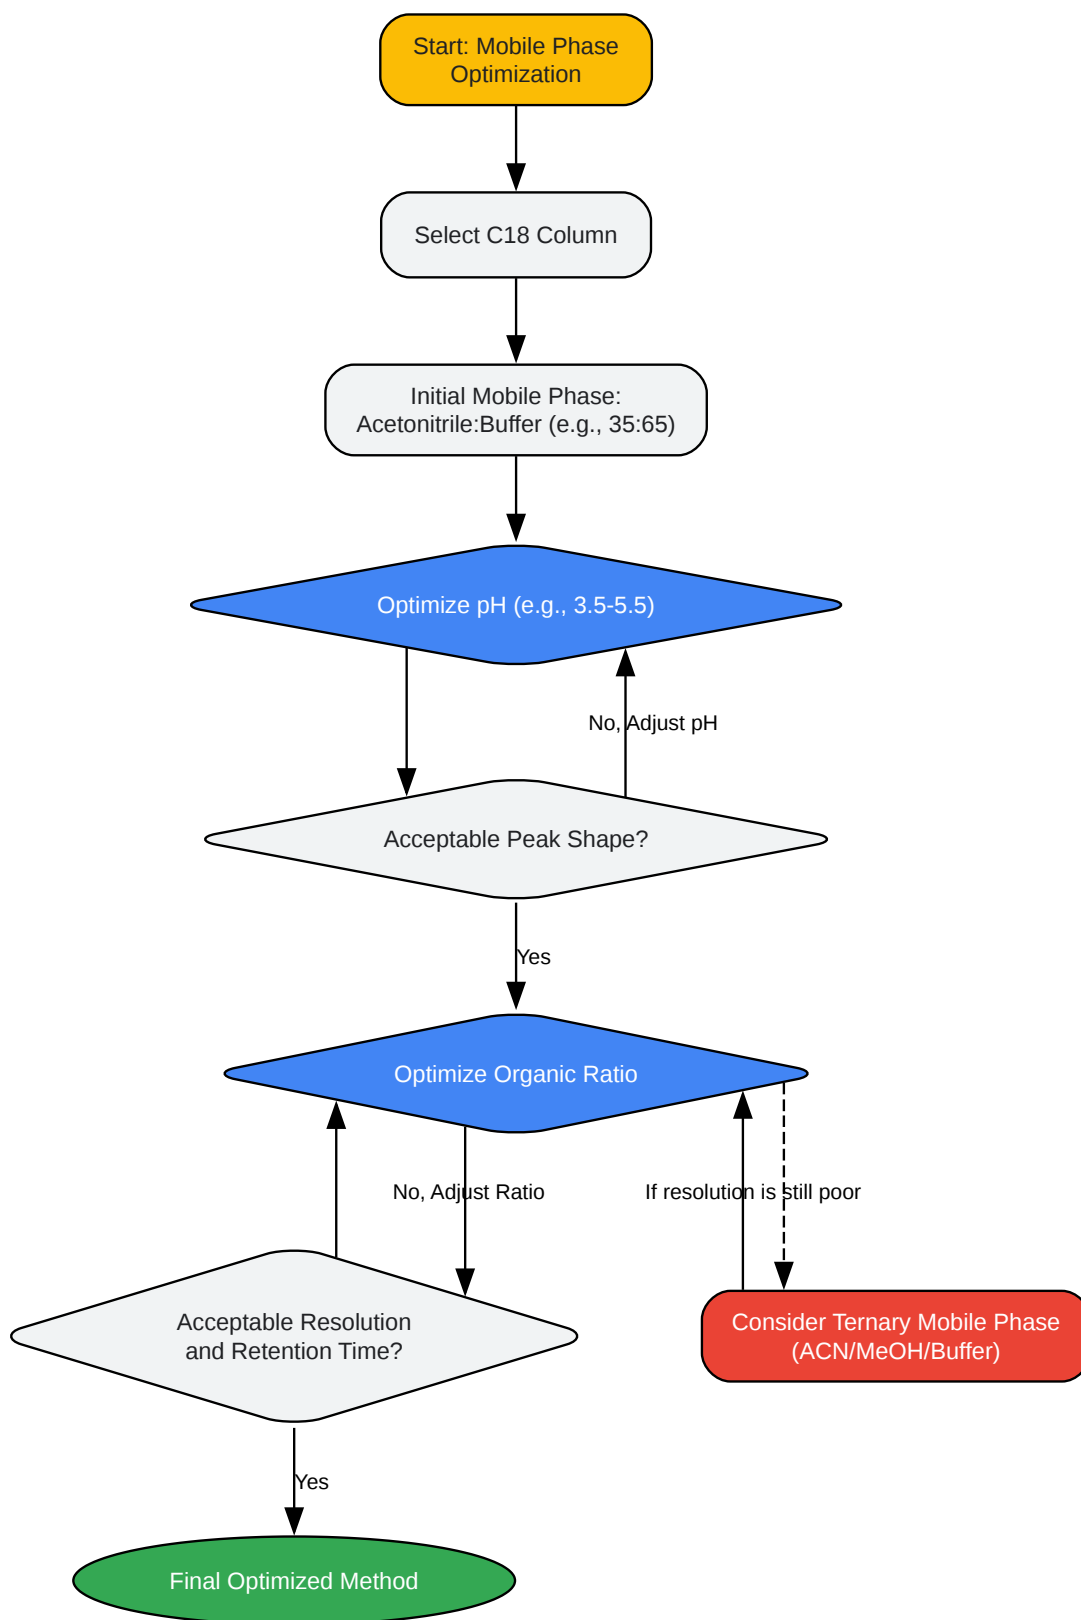 Start: Mobile Phase
Optimization
Select C18 Column
Initial Mobile Phase:
Acetonitrile:Buffer (e.g., 35:65)
Optimize pH (e.g., 3.5-5.5)
No, Adjust pH
Acceptable Peak Shape?
Yes
Optimize Organic Ratio
No, Adjust Ratio
If resolution is still poor
Acceptable Resolution
and Retention Time?
Consider Ternary Mobile Phase
(ACN/MeOH/Buffer)
Yes
Final Optimized Method